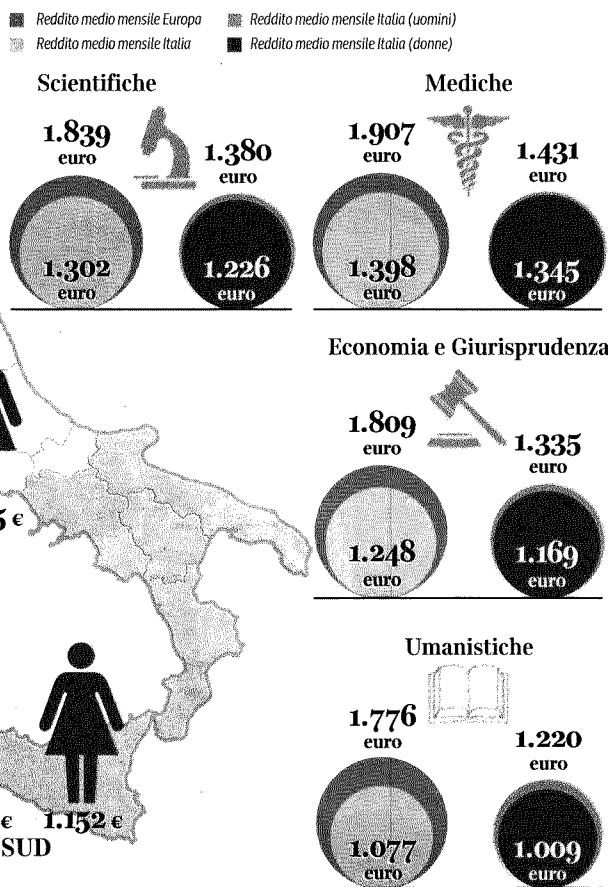 Reddito medio mensile Europa
Reddito medio mensile Italia (uomini)
Reddito medio mensile Italia
Reddito medio mensile Italia (donne)
Scientifiche
1.839
euro
1.380
euro
1.302
euro
1.226
euro
Mediche
1.907
euro
1.431
euro
1.398
euro
1.345
euro
Economia e Giurisprudenza
1.809
euro
1.335
euro
1.248
euro
1.169
euro
5 €
Umanistiche
1.776
euro
1.220
euro
1.077
euro
1.009
euro
€ 1.152 €
SUD